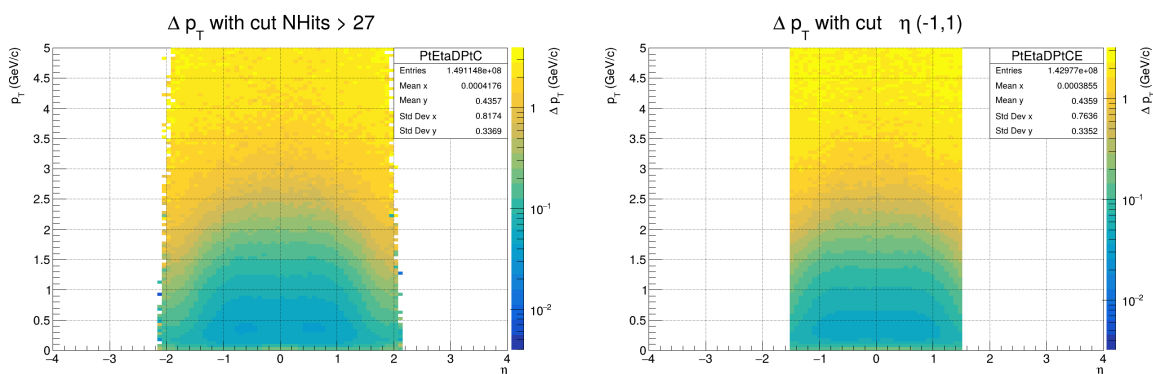 Δ p_T with cut NHits > 27
p_T (GeV/c)
5
4.5
4
3.5
3
2.5
2
1.5
1
0.5
0
−4 −3 −2 −1 0 1 2 3 4
η
PtEtaDPtC
Entries 1.491148e+08
Mean x 0.0004176
Mean y 0.4357
Std Dev x 0.8174
Std Dev y 0.3369
Δ p_T (GeV/c)
1
10⁻¹
10⁻²
Δ p_T with cut η (-1,1)
p_T (GeV/c)
5
4.5
4
3.5
3
2.5
2
1.5
1
0.5
0
−4 −3 −2 −1 0 1 2 3 4
η
PtEtaDPtCE
Entries 1.42977e+08
Mean x 0.0003855
Mean y 0.4359
Std Dev x 0.7636
Std Dev y 0.3352
Δ p_T (GeV/c)
1
10⁻¹
10⁻²